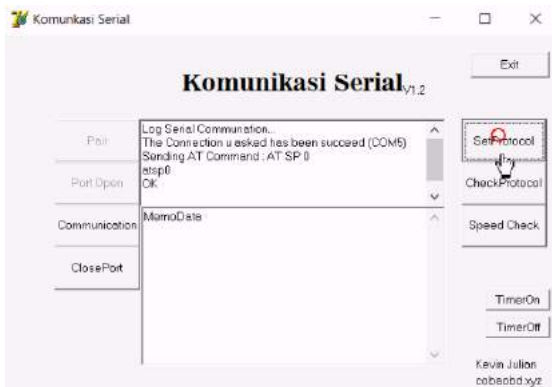 Komunkasi Serial
Exit
Komunikasi Serial V1.2
Pair
Port Open
Communication
ClosePort
Log Serial Communation...
The Connection u asked has been succeed (COM5)
Sending AT Command : AT SP 0
atsp0
OK
MemoData
SetProtocol
CheckProtocol
Speed Check
TimerOn
TimerOff
Kevin Julian
cobaobd.xyz